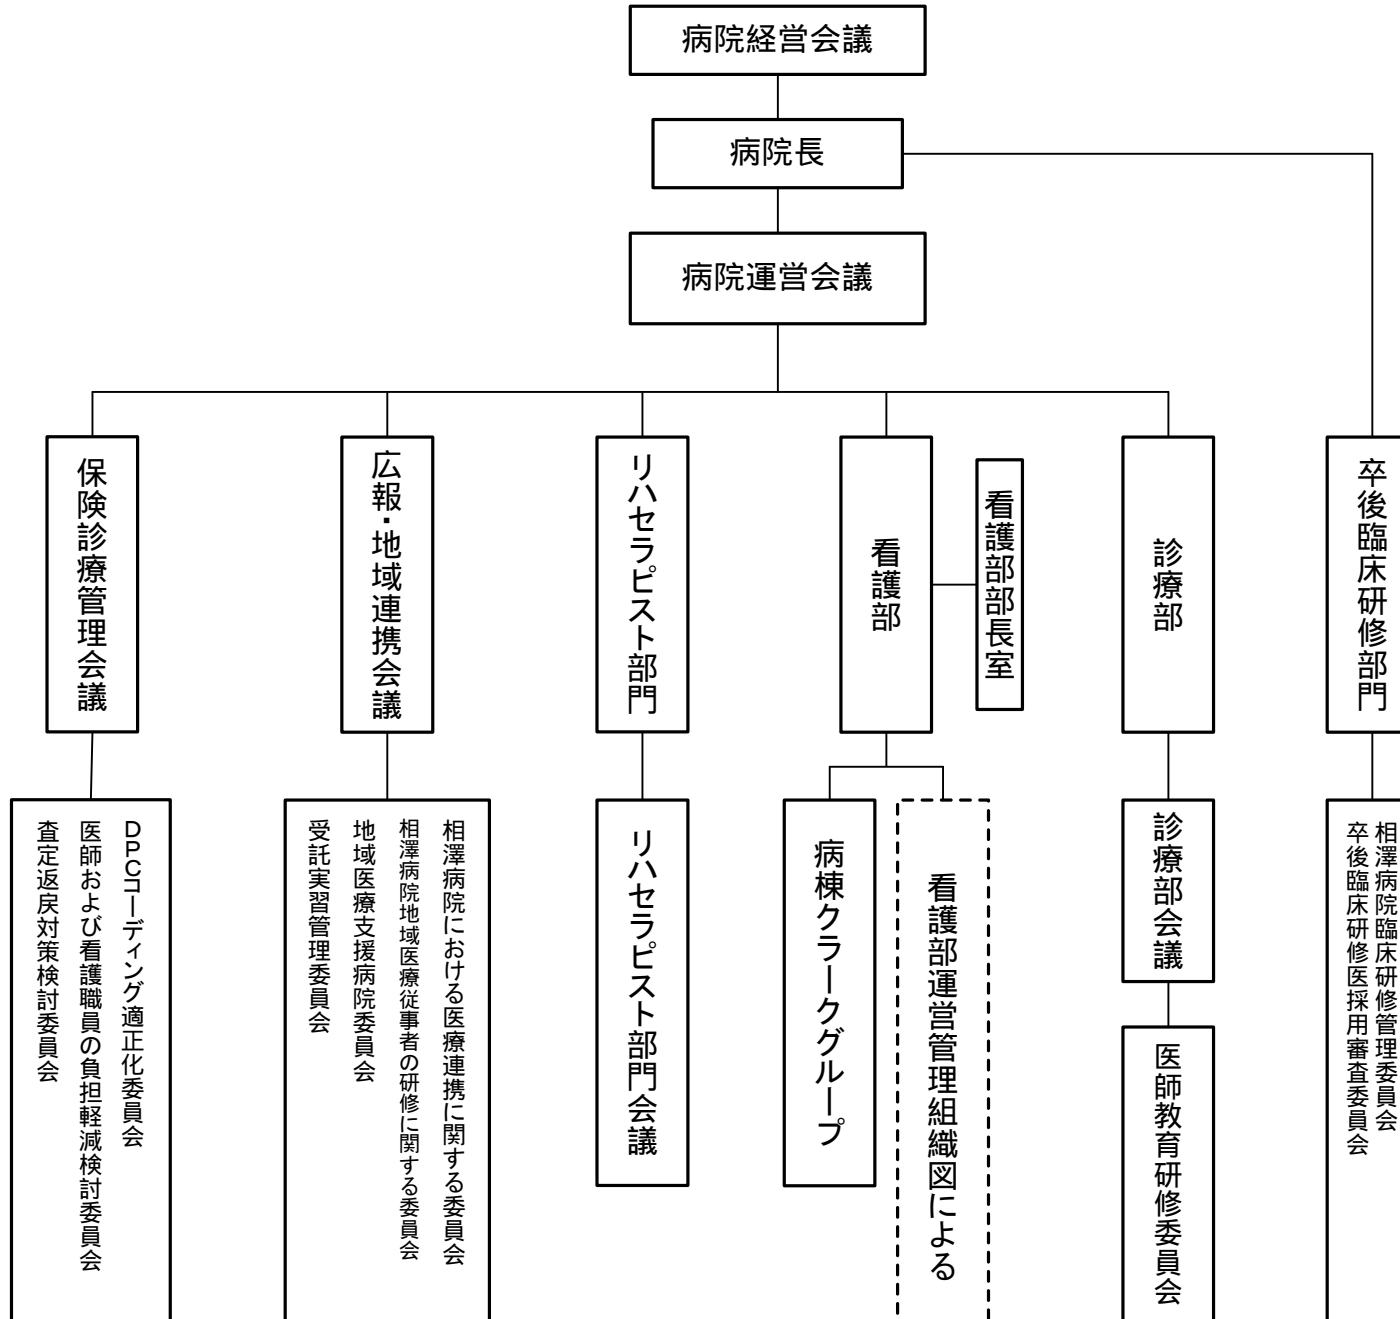 病院経営会議
病院長
病院運営会議
保険診療管理会議
広報・地域連携会議
リハセラピスト部門
看護部
看護部部長室
診療部
卒後臨床研修部門
DPCコーディング適正化委員会
医師および看護職員の負担軽減検討委員会
査定返戻対策検討委員会
相澤病院における医療連携に関する委員会
相澤病院地域医療従事者の研修に関する委員会
地域医療支援病院委員会
受託実習管理委員会
リハセラピスト部門会議
病棟クラークグループ
看護部運営管理組織図による
診療部会議
医師教育研修委員会
相澤病院臨床研修管理委員会
卒後臨床研修医採用審査委員会